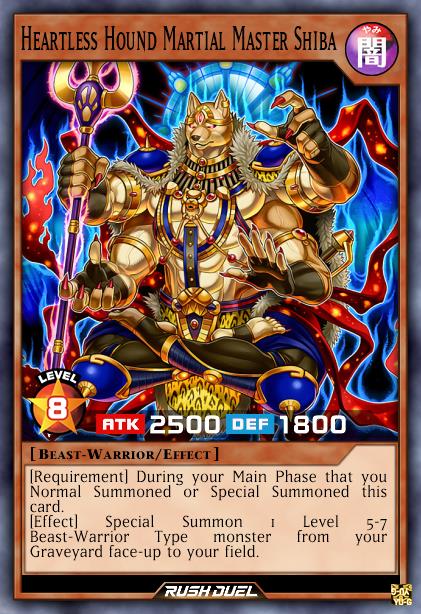 Heartless Hound Martial Master Shiba
やみ
闇
LEVEL
8
ATK 2500 DEF 1800
[Beast-Warrior/Effect]
[Requirement] During your Main Phase that you
Normal Summoned or Special Summoned this
card.
[Effect] Special Summon 1 Level 5-7
Beast-Warrior Type monster from your
Graveyard face-up to your field.
RUSH DUEL